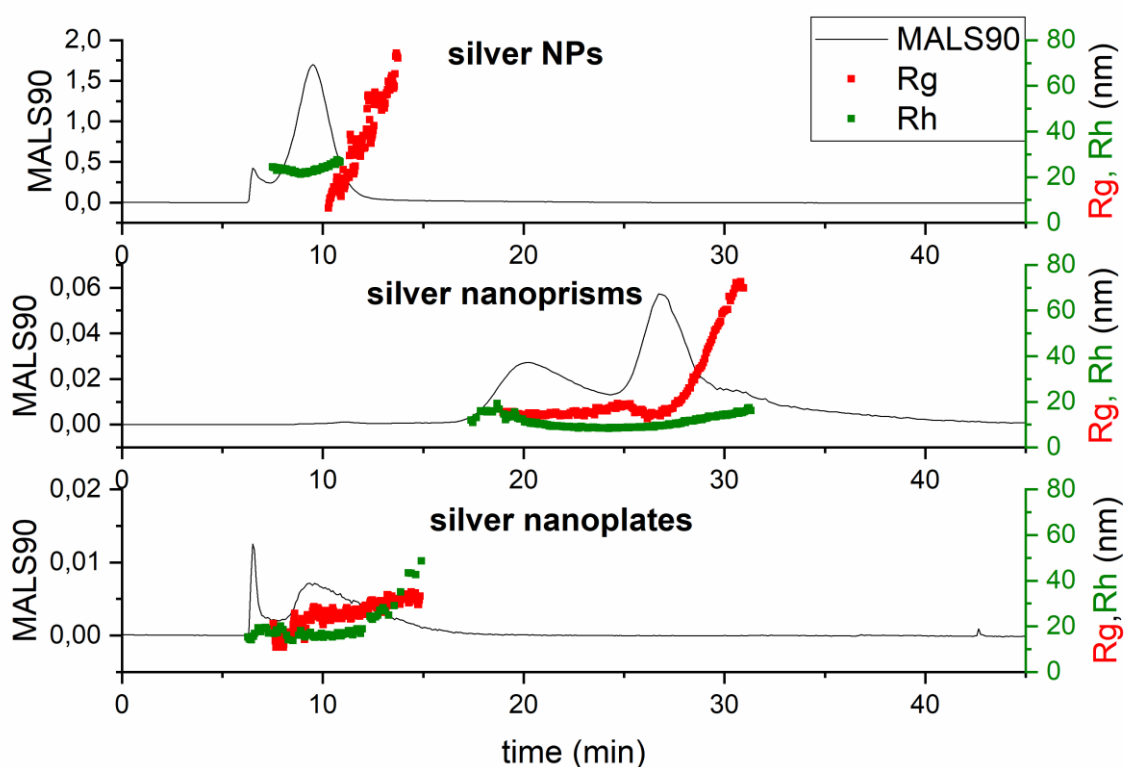 silver NPs
MALS90
Rg
Rh
MALS90
2,0
1,5
1,0
0,5
0,0
80
60
40
20
0
Rg, Rh (nm)
0 10 20 30 40
silver nanoprisms
MALS90
0,06
0,04
0,02
0,00
80
60
40
20
0
Rg, Rh (nm)
0 10 20 30 40
silver nanoplates
MALS90
0,02
0,01
0,00
80
60
40
20
0
Rg,Rh (nm)
0 10 20 30 40
time (min)